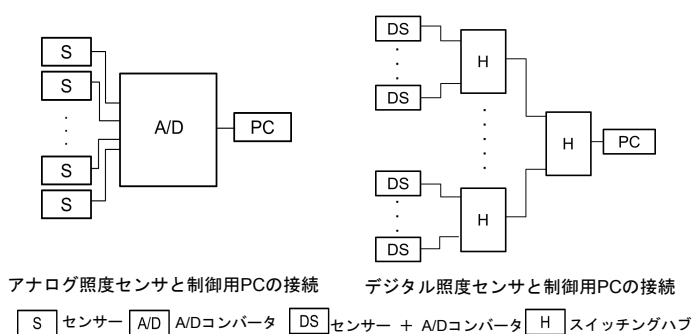 S
S
S
S
A/D
PC
DS
DS
DS
DS
H
H
H
PC
アナログ照度センサと制御用PCの接続
デジタル照度センサと制御用PCの接続
S センサー A/D A/Dコンバータ DS センサー + A/Dコンバータ H スイッチングハブ